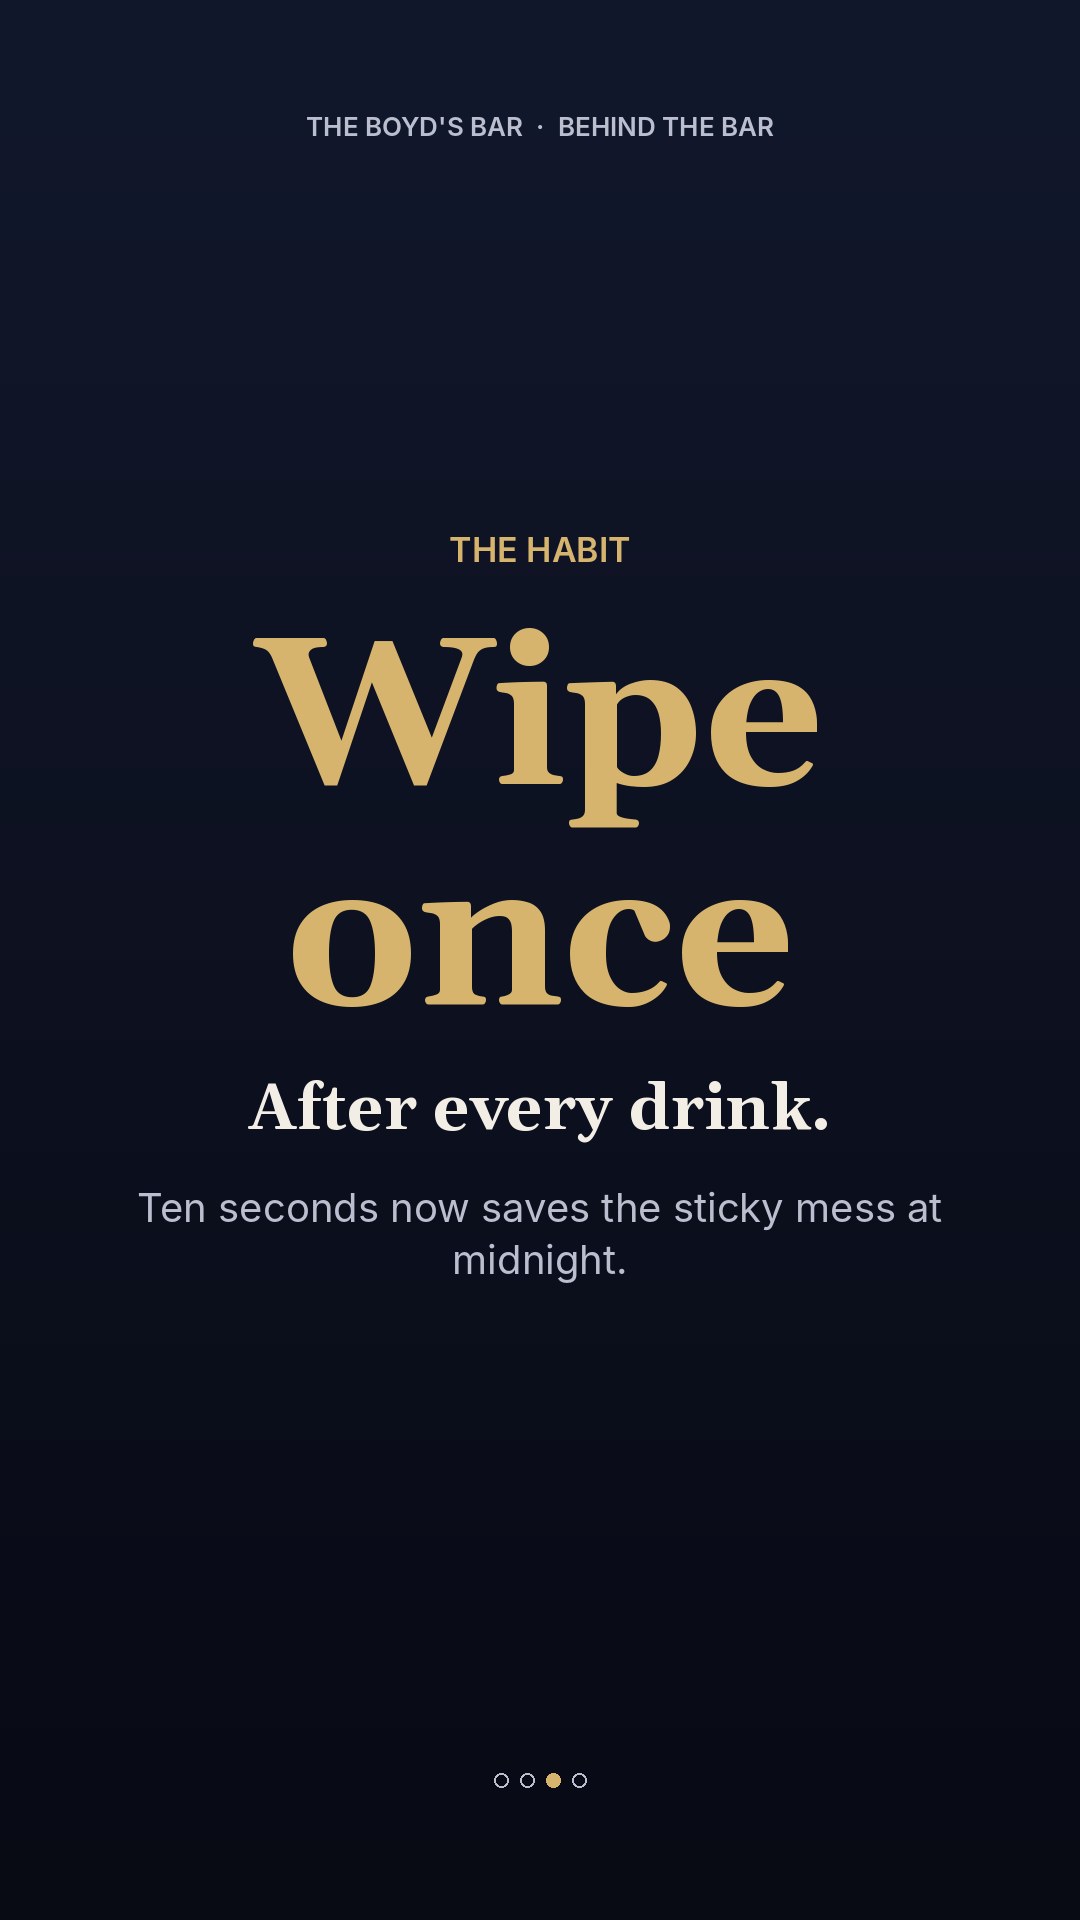 THE BOYD'S BAR · BEHIND THE BAR
THE HABIT
Wipe
once
After every drink.
Ten seconds now saves the sticky mess at
midnight.